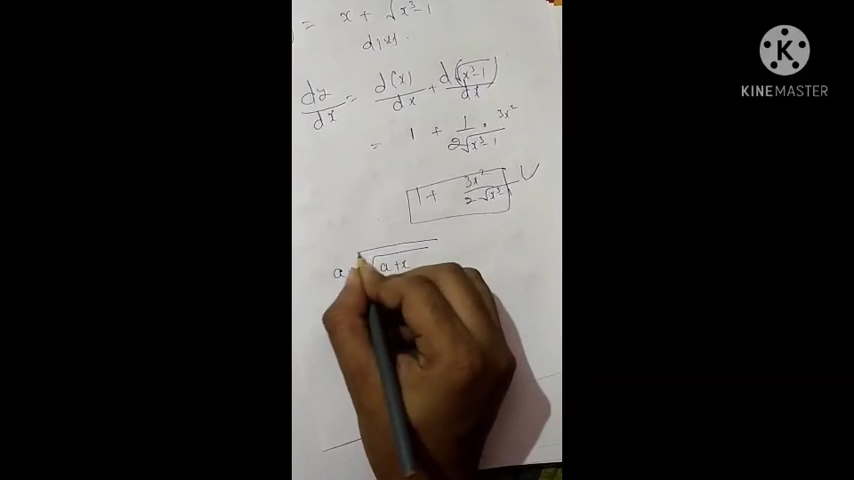 = x + √x³-1
d/x1.
dy/dx = d(x)/dx + d(√x³-1)/dx
= 1 + 1/2√x³-1 · 3x²
1 + 3x²/2√x³-1
a √a+x
K
KINEMASTER